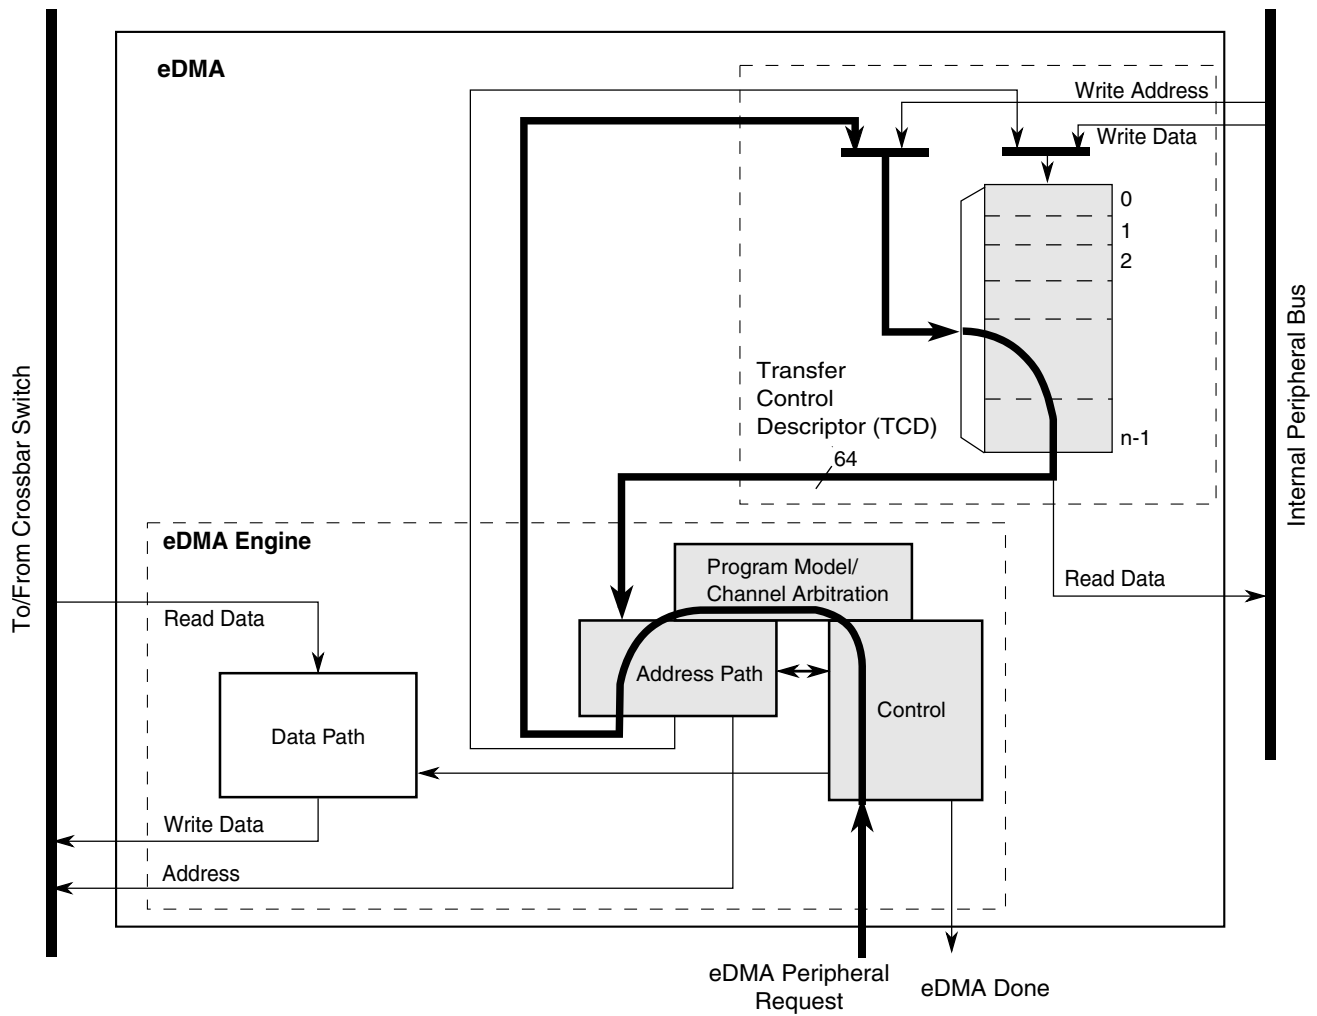 eDMA
Write Address
Write Data
0
1
2
n-1
Transfer
Control
Descriptor (TCD)
64
To/From Crossbar Switch
Internal Peripheral Bus
eDMA Engine
Program Model/
Channel Arbitration
Read Data
Read Data
Address Path
Control
Data Path
Write Data
Address
eDMA Peripheral
Request
eDMA Done